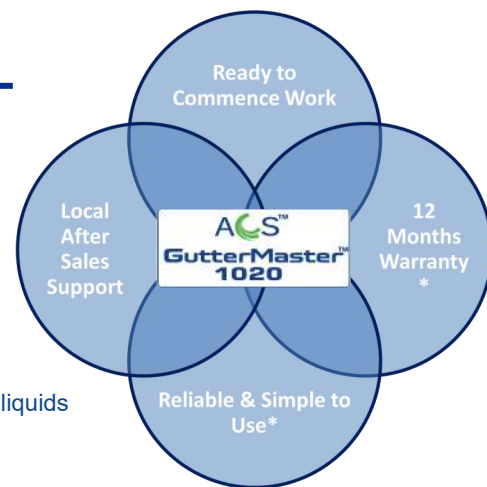 Ready to
Commence Work
Local
After
Sales
Support
ACS™
GutterMaster™
1020
12
Months
Warranty
*
liquids
Reliable & Simple to
Use*